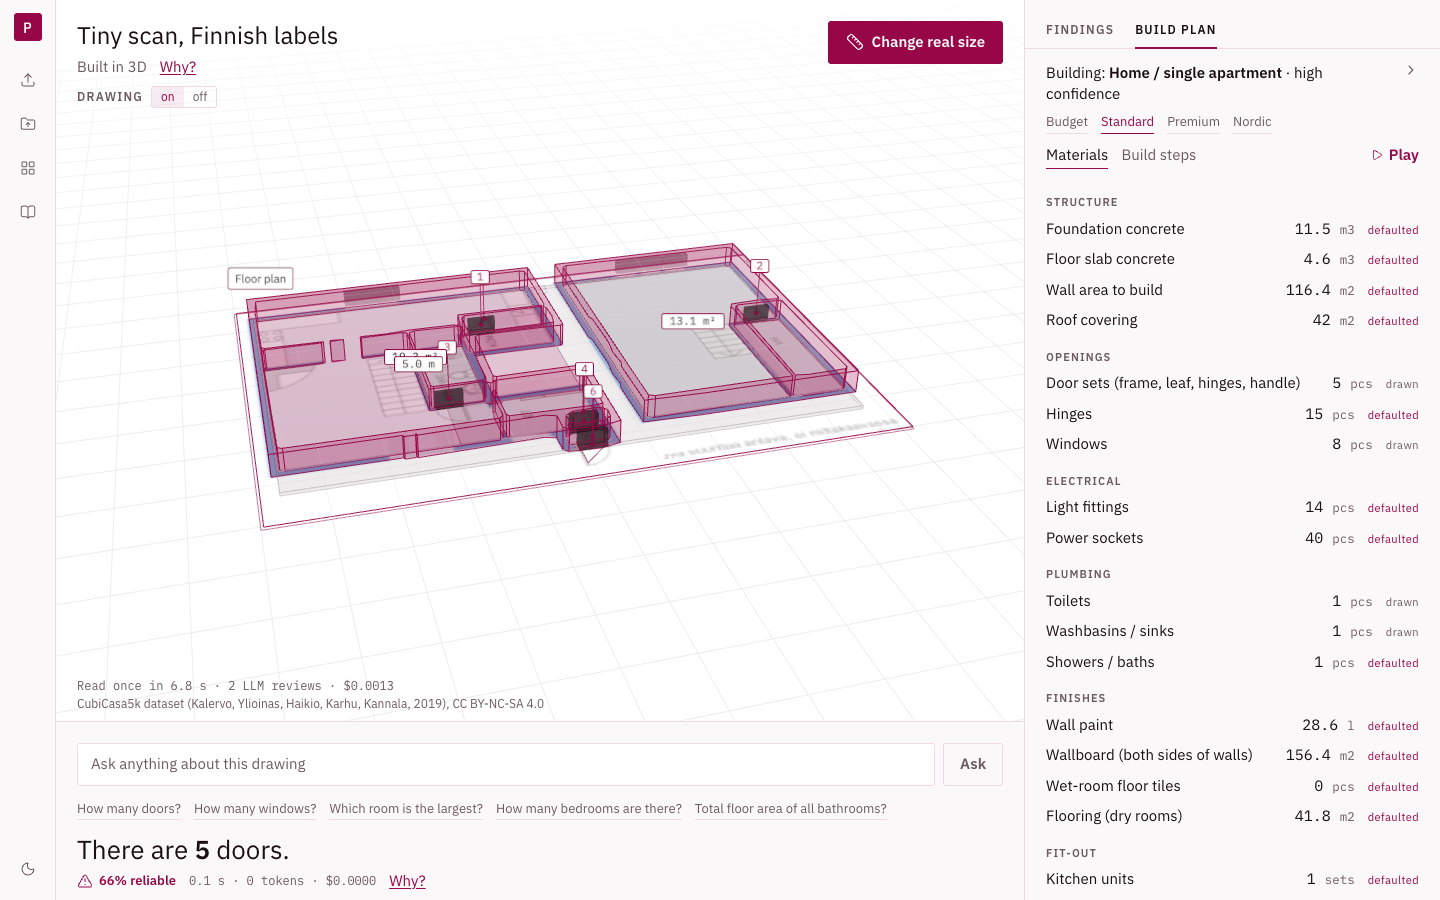 P
Tiny scan, Finnish labels
Built in 3D Why?
DRAWING on off
Change real size
Floor plan
1
2
13.1 m²
3
5.0 m
4
6
Read once in 6.8 s · 2 LLM reviews · $0.0013
CubiCasa5k dataset (Kalervo, Ylioinas, Haikio, Karhu, Kannala, 2019), CC BY-NC-SA 4.0
Ask anything about this drawing
Ask
How many doors? How many windows? Which room is the largest? How many bedrooms are there? Total floor area of all bathrooms?
There are 5 doors.
66% reliable 0.1 s · 0 tokens · $0.0000 Why?
FINDINGS BUILD PLAN
Building: Home / single apartment · high
confidence
Budget Standard Premium Nordic
Materials Build steps Play
STRUCTURE
Foundation concrete 11.5 m3 defaulted
Floor slab concrete 4.6 m3 defaulted
Wall area to build 116.4 m2 defaulted
Roof covering 42 m2 defaulted
OPENINGS
Door sets (frame, leaf, hinges, handle) 5 pcs drawn
Hinges 15 pcs defaulted
Windows 8 pcs drawn
ELECTRICAL
Light fittings 14 pcs defaulted
Power sockets 40 pcs defaulted
PLUMBING
Toilets 1 pcs drawn
Washbasins / sinks 1 pcs drawn
Showers / baths 1 pcs defaulted
FINISHES
Wall paint 28.6 l defaulted
Wallboard (both sides of walls) 156.4 m2 defaulted
Wet-room floor tiles 0 pcs defaulted
Flooring (dry rooms) 41.8 m2 defaulted
FIT-OUT
Kitchen units 1 sets defaulted